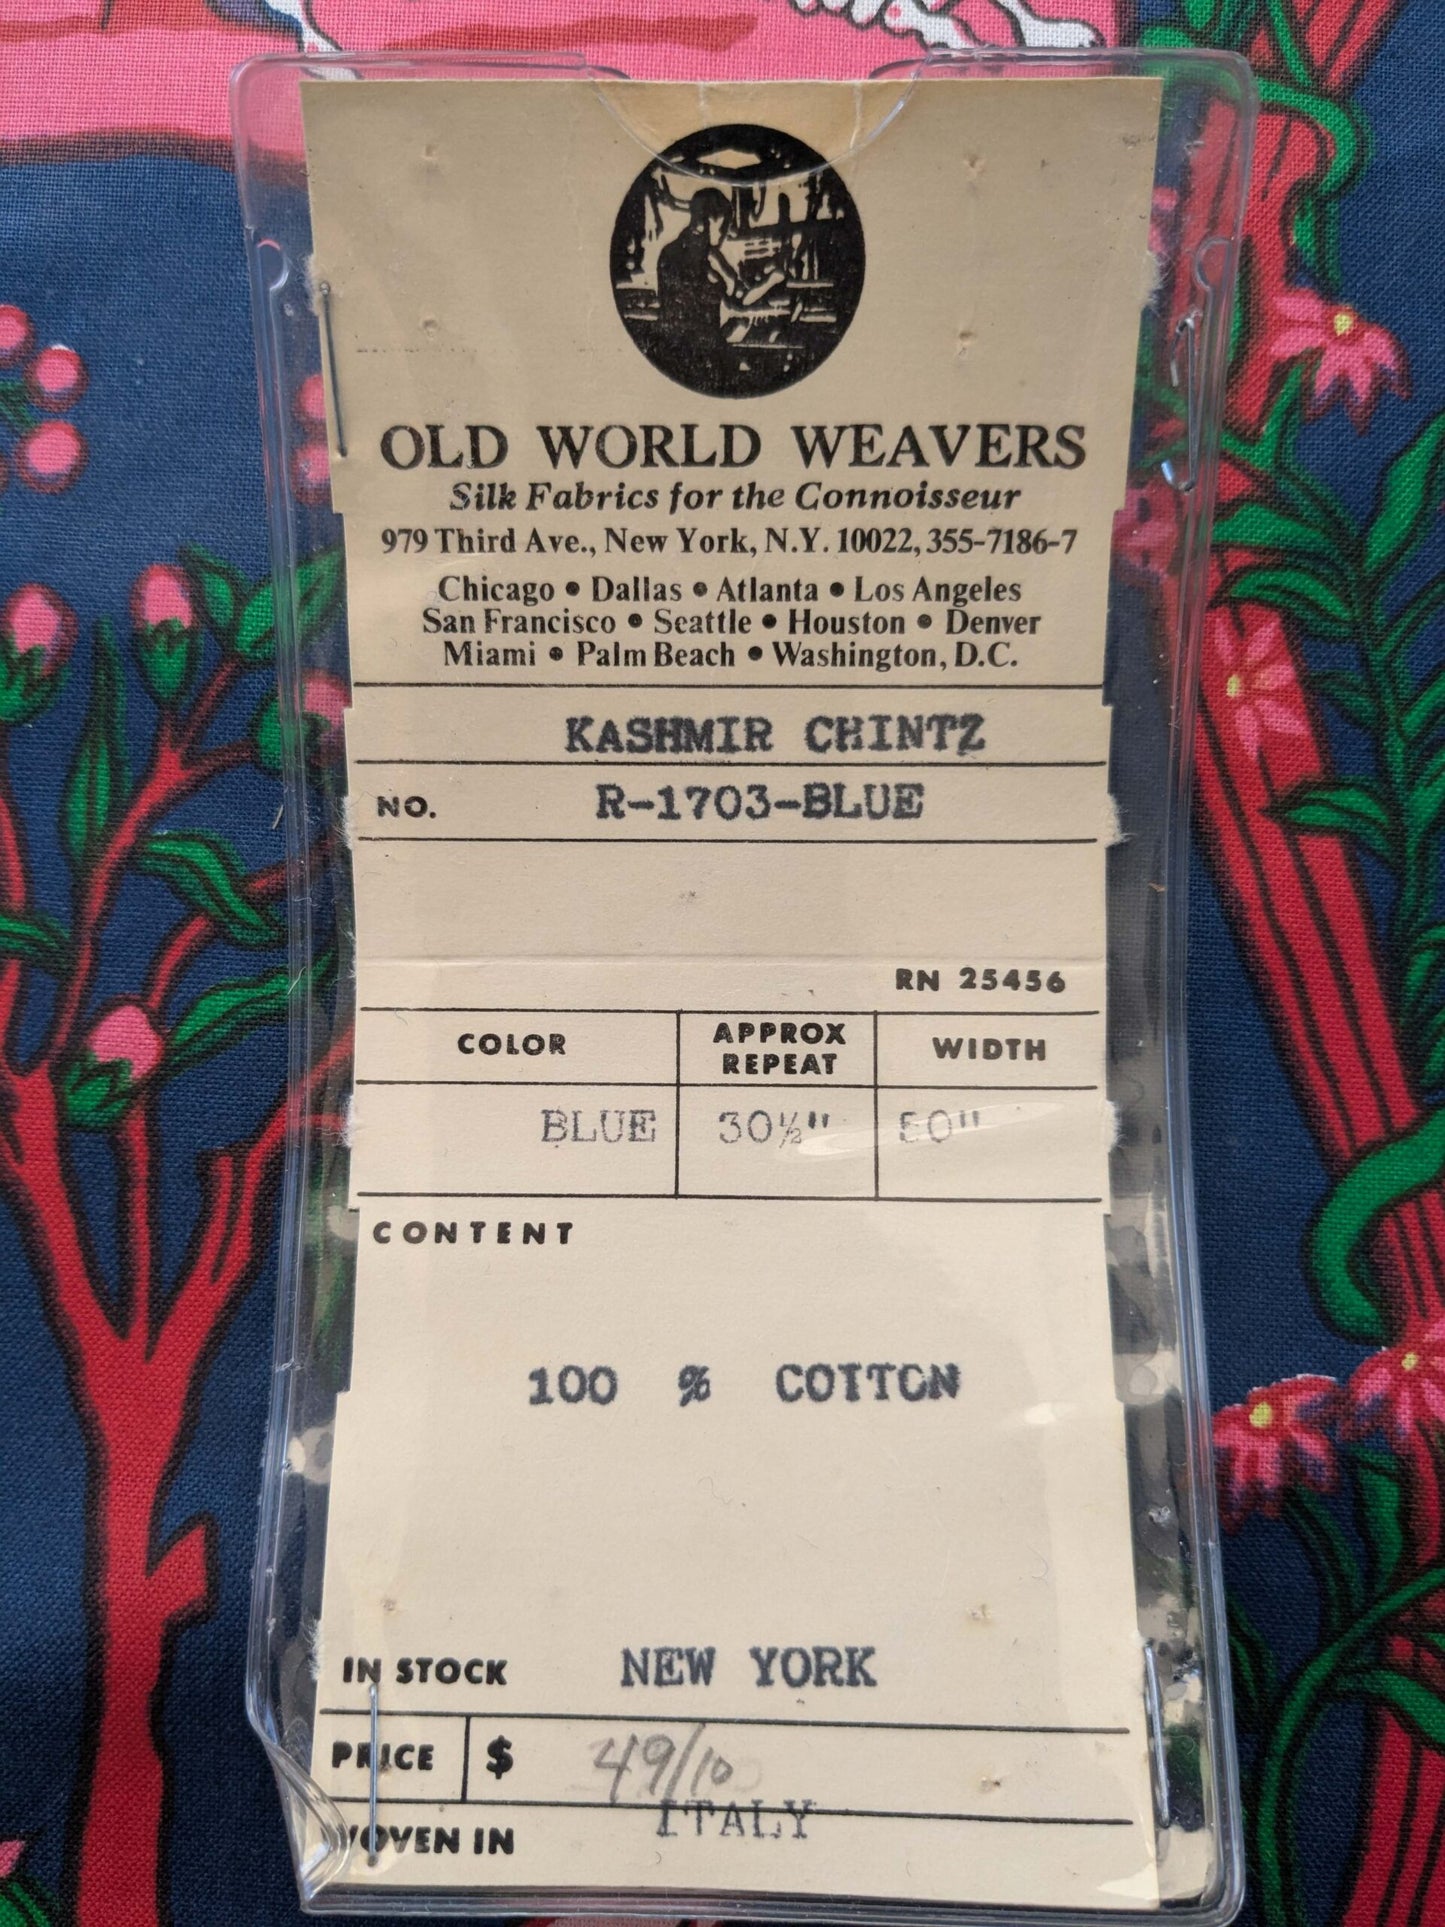 OLD WORLD WEAVERS
Silk Fabrics for the Connoisseur
979 Third Ave., New York, N.Y. 10022, 355-7186-7
Chicago • Dallas • Atlanta • Los Angeles
San Francisco • Seattle • Houston • Denver
Miami • Palm Beach • Washington, D.C.
KASHMIR CHINTZ
NO. R-1703-BLUE
RN 25456
COLOR APPROX REPEAT WIDTH
BLUE 30½" 50"
CONTENT
100 % COTTON
IN STOCK NEW YORK
PRICE $ 49/10
WOVEN IN ITALY